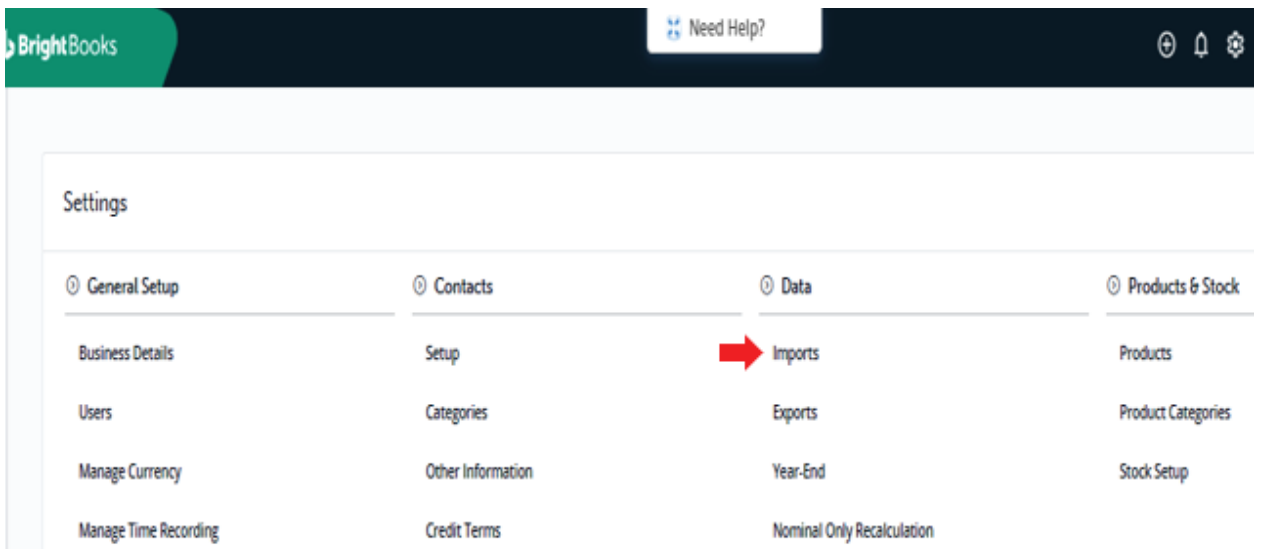 BrightBooks
Need Help?
Settings
General Setup
Contacts
Data
Products & Stock
Business Details
Setup
Imports
Products
Users
Categories
Exports
Product Categories
Manage Currency
Other Information
Year-End
Stock Setup
Manage Time Recording
Credit Terms
Nominal Only Recalculation